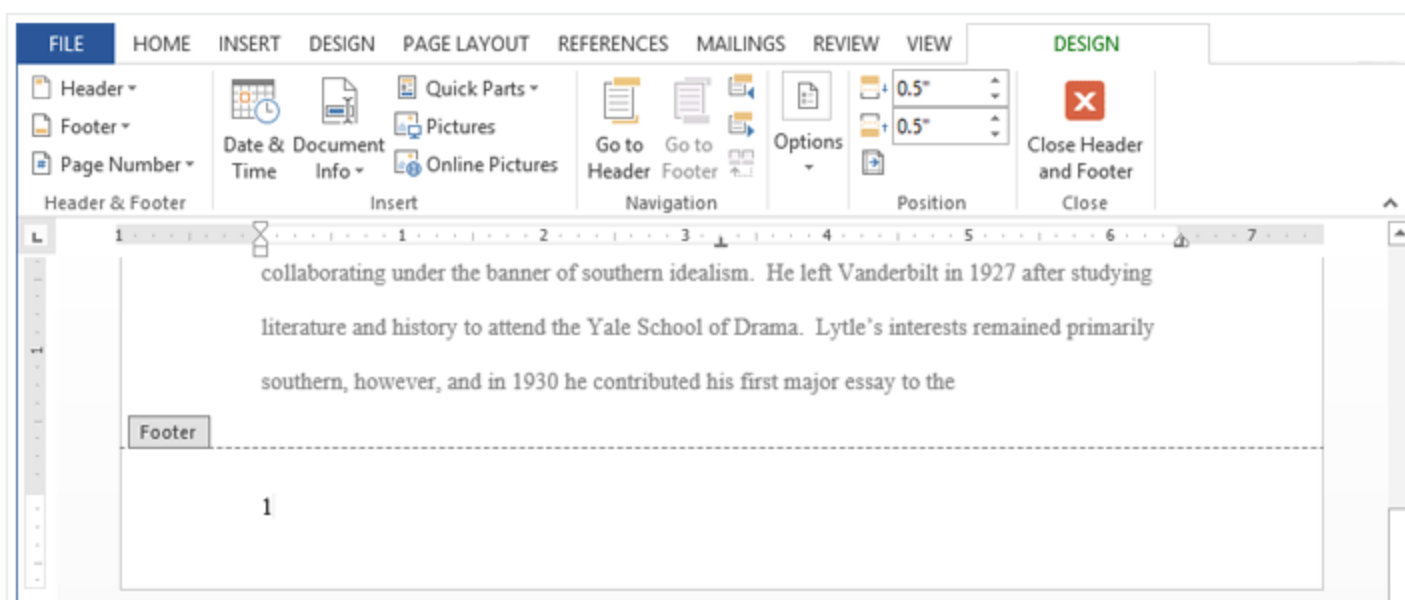 FILE HOME INSERT DESIGN PAGE LAYOUT REFERENCES MAILINGS REVIEW VIEW DESIGN
Header
Footer
Page Number
Header & Footer
Date & Time
Document Info
Quick Parts
Pictures
Online Pictures
Insert
Go to Header
Go to Footer
Navigation
Options
0.5"
0.5"
Position
Close Header and Footer
Close
L 1 1 2 3 4 5 6 7
1
collaborating under the banner of southern idealism.  He left Vanderbilt in 1927 after studying
literature and history to attend the Yale School of Drama.  Lytle’s interests remained primarily
southern, however, and in 1930 he contributed his first major essay to the
Footer
1